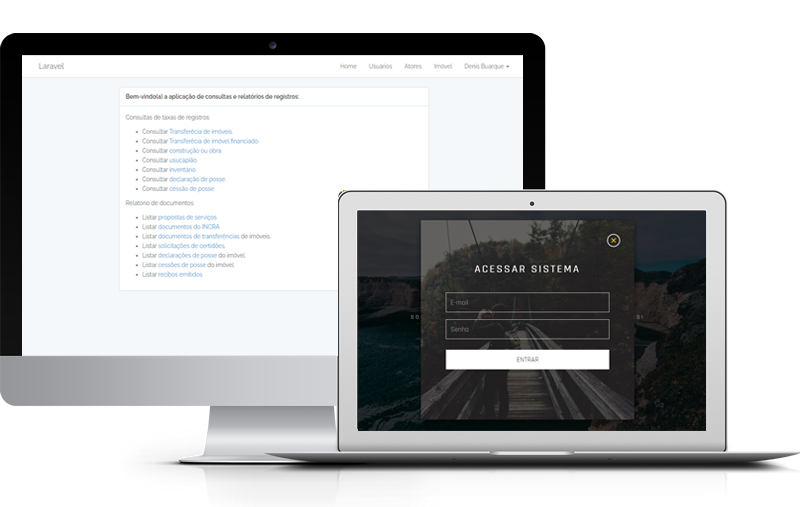 Laravel
Home Usuários Atores Imóvel Denis Buarque
Bem-vindo(a) a aplicação de consultas e relatórios de registros:
Consultas de taxas de registros:
Consultar Transferêcia de imóveis.
Consultar Transferêcia de imóvel financiado
Consultar construção ou obra.
Consultar usucapião.
Consultar inventário.
Consultar declaração de posse.
Consultar cessão de posse.
Relatório de documentos:
Listar propostas de serviços
Listar documentos do INCRA.
Listar documentos de transferências de imóveis.
Listar solicitações de certidões.
Listar declarações de posse do imóvel.
Listar cessões de posse do imóvel.
Listar recibos emitidos.
ACESSAR SISTEMA
E-mail
Senha
ENTRAR